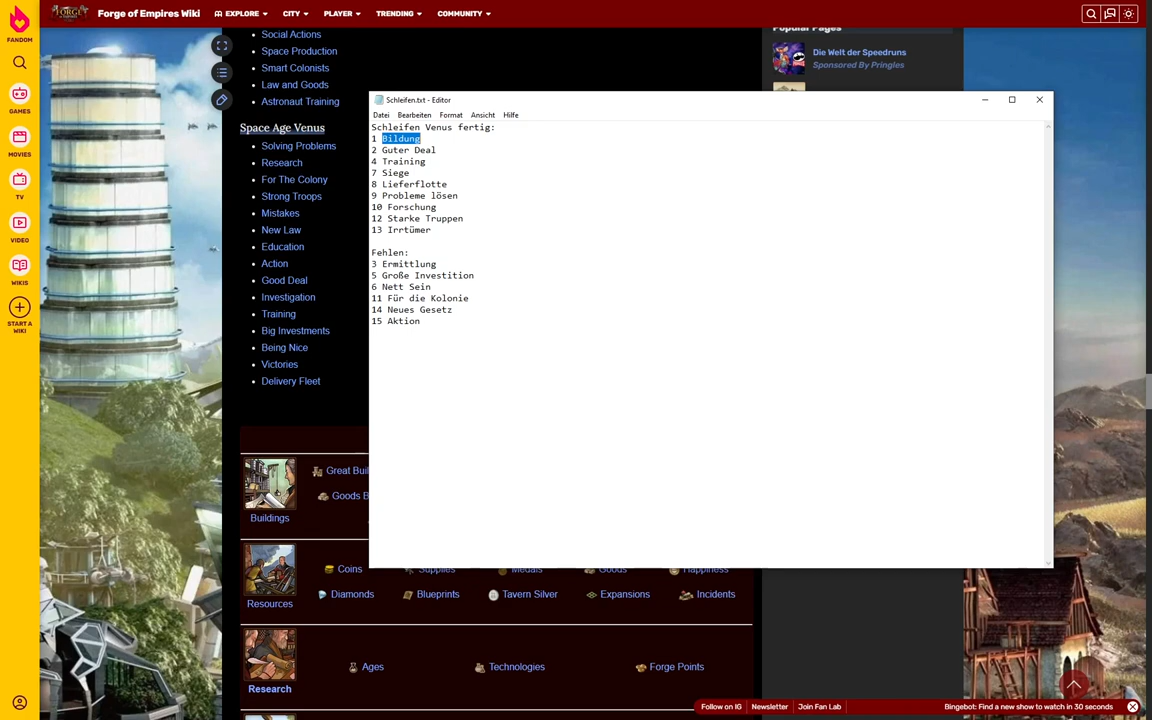 Forge of Empires Wiki
EXPLORE
CITY
PLAYER
TRENDING
COMMUNITY
FANDOM
GAMES
MOVIES
TV
VIDEO
WIKIS
START A
WIKI
Social Actions
Space Production
Smart Colonists
Law and Goods
Astronaut Training
Space Age Venus
Solving Problems
Research
For The Colony
Strong Troops
Mistakes
New Law
Education
Action
Good Deal
Investigation
Training
Big Investments
Being Nice
Victories
Delivery Fleet
Popular Pages
Die Welt der Speedruns
Sponsored By Pringles
Schleifen.txt - Editor
Datei Bearbeiten Format Ansicht Hilfe
Schleifen Venus fertig:
1 Bildung
2 Guter Deal
4 Training
7 Siege
8 Lieferflotte
9 Probleme lösen
10 Forschung
12 Starke Truppen
13 Irrtümer
Fehlen:
3 Ermittlung
5 Große Investition
6 Nett Sein
11 Für die Kolonie
14 Neues Gesetz
15 Aktion
Buildings
Great Buil
Goods B
Resources
Coins Supplies Medals Goods Happiness
Diamonds Blueprints Tavern Silver Expansions Incidents
Research
Ages Technologies Forge Points
Follow on IG Newsletter Join Fan Lab Bingebot: Find a new show to watch in 30 seconds